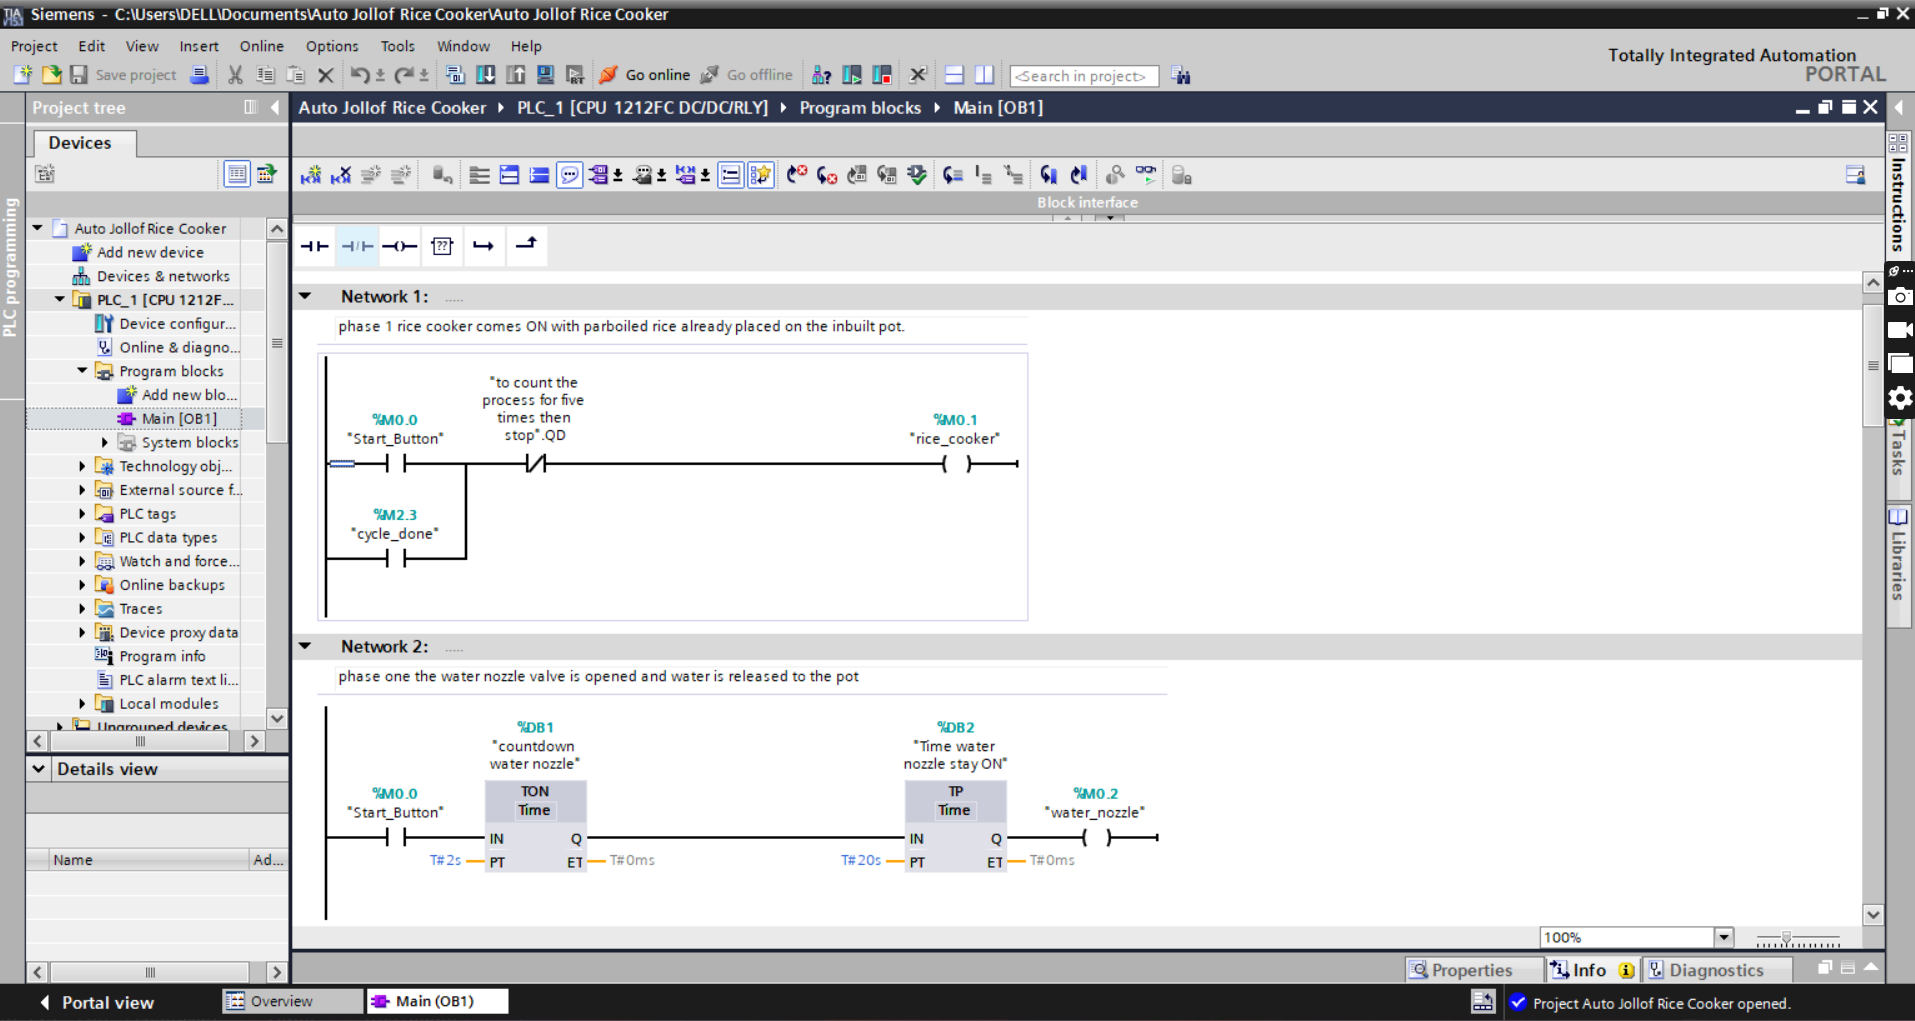 Siemens - C:\Users\DELL\Documents\Auto Jollof Rice Cooker\Auto Jollof Rice Cooker
Project Edit View Insert Online Options Tools Window Help
Totally Integrated Automation
PORTAL
Save project
Go online
Go offline
<Search in project>
Project tree
Auto Jollof Rice Cooker PLC_1 [CPU 1212FC DC/DC/RLY] Program blocks Main [OB1]
Devices
PLC programming
Block interface
Auto Jollof Rice Cooker
Add new device
Devices & networks
PLC_1 [CPU 1212F...
Device configur...
Online & diagno...
Program blocks
Add new blo...
Main [OB1]
System blocks
Technology obj...
External source f...
PLC tags
PLC data types
Watch and force...
Online backups
Traces
Device proxy data
Program info
PLC alarm text li...
Local modules
Ungrouped devices
Details view
Name Ad...
??
Network 1: .....
phase 1 rice cooker comes ON with parboiled rice already placed on the inbuilt pot.
"to count the
process for five
times then
stop".QD
%M0.0
"Start_Button"
%M0.1
"rice_cooker"
%M2.3
"cycle_done"
Network 2: .....
phase one the water nozzle valve is opened and water is released to the pot
%DB1
"countdown
water nozzle"
%DB2
"Time water
nozzle stay ON"
%M0.0
"Start_Button"
TON
Time
TP
Time
%M0.2
"water_nozzle"
IN Q
IN Q
T#2s PT ET T#0ms
T#20s PT ET T#0ms
100%
Properties
Info
Diagnostics
Instructions
Tasks
Libraries
Portal view
Overview
Main (OB1)
Project Auto Jollof Rice Cooker opened.